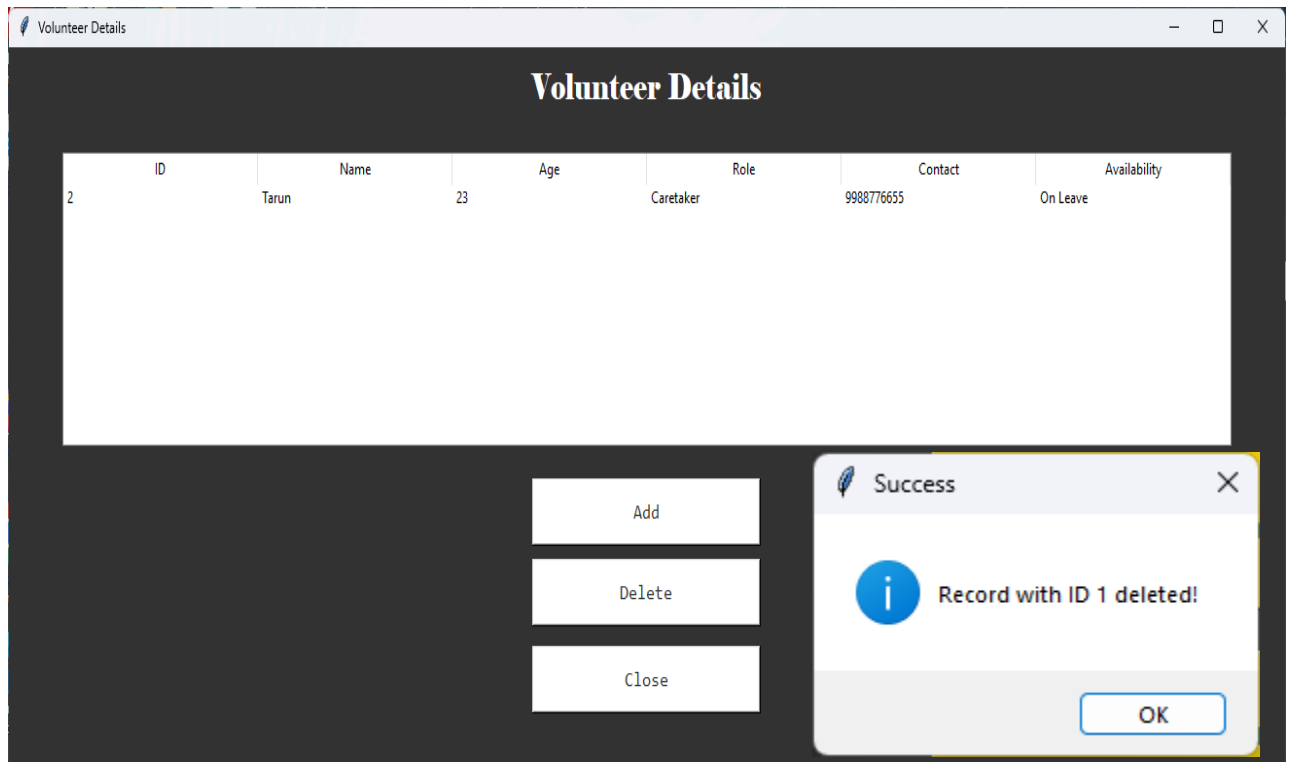 Volunteer Details
Volunteer Details
ID Name Age Role Contact Availability
2 Tarun 23 Caretaker 9988776655 On Leave
Add
Delete
Close
Success
Record with ID 1 deleted!
OK